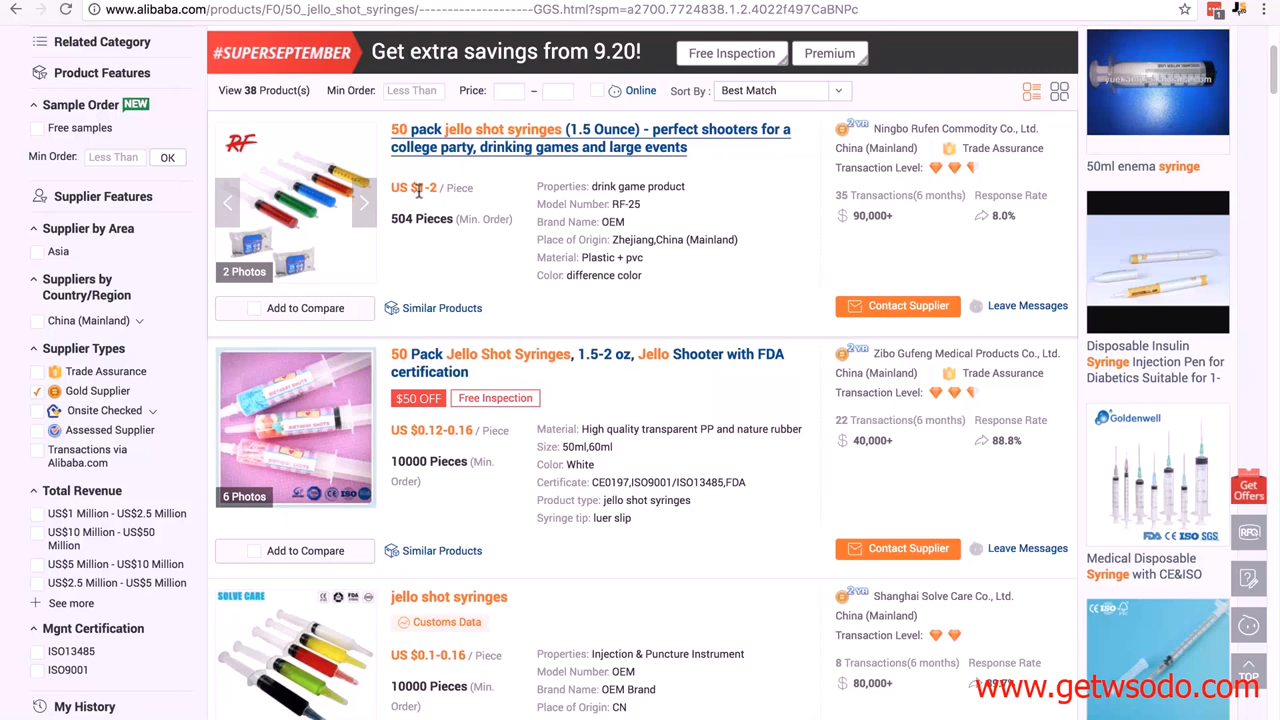 www.alibaba.com/products/F0/50_jello_shot_syringes/-------------------GGS.html?spm=a2700.7724838.1.2.4022f497CaBNPc
1
Related Category
Product Features
Sample Order NEW
Free samples
Min Order: Less Than OK
Supplier Features
Supplier by Area
Asia
Suppliers by
Country/Region
China (Mainland)
Supplier Types
Trade Assurance
Gold Supplier
Onsite Checked
Assessed Supplier
Transactions via
Alibaba.com
Total Revenue
US$1 Million - US$2.5 Million
US$10 Million - US$50
Million
US$5 Million - US$10 Million
US$2.5 Million - US$5 Million
See more
Mgnt Certification
ISO13485
ISO9001
My History
#SUPERSEPTEMBER Get extra savings from 9.20! Free Inspection Premium
View 38 Product(s) Min Order: Less Than Price: – Online Sort By : Best Match
RF
2 Photos
50 pack jello shot syringes (1.5 Ounce) - perfect shooters for a
college party, drinking games and large events
US $1-2 / Piece
504 Pieces (Min. Order)
Properties: drink game product
Model Number: RF-25
Brand Name: OEM
Place of Origin: Zhejiang,China (Mainland)
Material: Plastic + pvc
Color: difference color
2YR Ningbo Rufen Commodity Co., Ltd.
China (Mainland) Trade Assurance
Transaction Level:
35 Transactions(6 months) Response Rate
$ 90,000+ 8.0%
Add to Compare Similar Products
Contact Supplier Leave Messages
6 Photos
50 Pack Jello Shot Syringes, 1.5-2 oz, Jello Shooter with FDA
certification
$50 OFF Free Inspection
US $0.12-0.16 / Piece
10000 Pieces (Min.
Order)
Material: High quality transparent PP and nature rubber
Size: 50ml,60ml
Color: White
Certificate: CE0197,ISO9001/ISO13485,FDA
Product type: jello shot syringes
Syringe tip: luer slip
2YR Zibo Gufeng Medical Products Co., Ltd.
China (Mainland) Trade Assurance
Transaction Level:
22 Transactions(6 months) Response Rate
$ 40,000+ 88.8%
Add to Compare Similar Products
Contact Supplier Leave Messages
SOLVE CARE
jello shot syringes
Customs Data
US $0.1-0.16 / Piece
10000 Pieces (Min.
Order)
Properties: Injection & Puncture Instrument
Model Number: OEM
Brand Name: OEM Brand
Place of Origin: CN
2YR Shanghai Solve Care Co., Ltd.
China (Mainland)
Transaction Level:
8 Transactions(6 months) Response Rate
$ 80,000+
50ml enema syringe
Disposable Insulin
Syringe Injection Pen for
Diabetics Suitable for 1-
Goldenwell
FDA CE ISO SGS
Medical Disposable
Syringe with CE&ISO
Get
Offers
RFQ
TOP
www.getwsodo.com